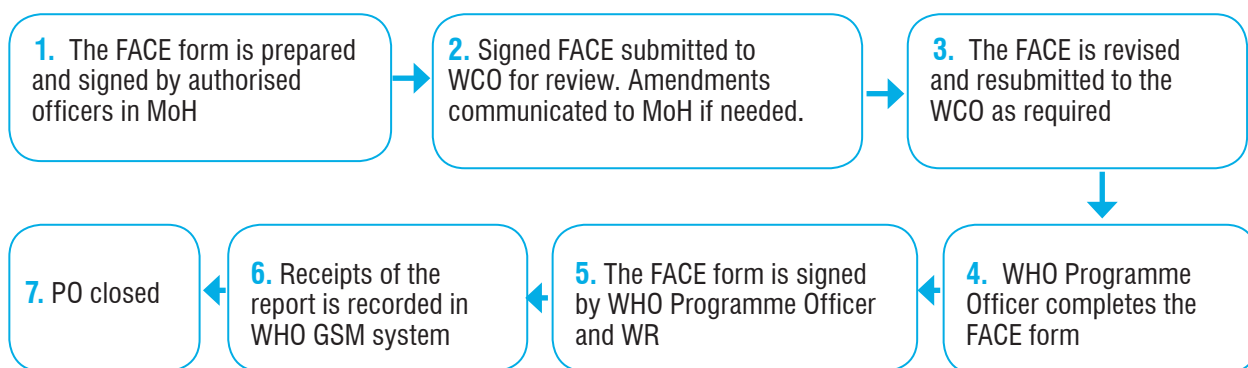 1. The FACE form is prepared
and signed by authorised
officers in MoH
2. Signed FACE submitted to
WCO for review. Amendments
communicated to MoH if needed.
3. The FACE is revised
and resubmitted to the
WCO as required
4. WHO Programme
Officer completes the
FACE form
5. The FACE form is signed
by WHO Programme Officer
and WR
6. Receipts of the
report is recorded in
WHO GSM system
7. PO closed